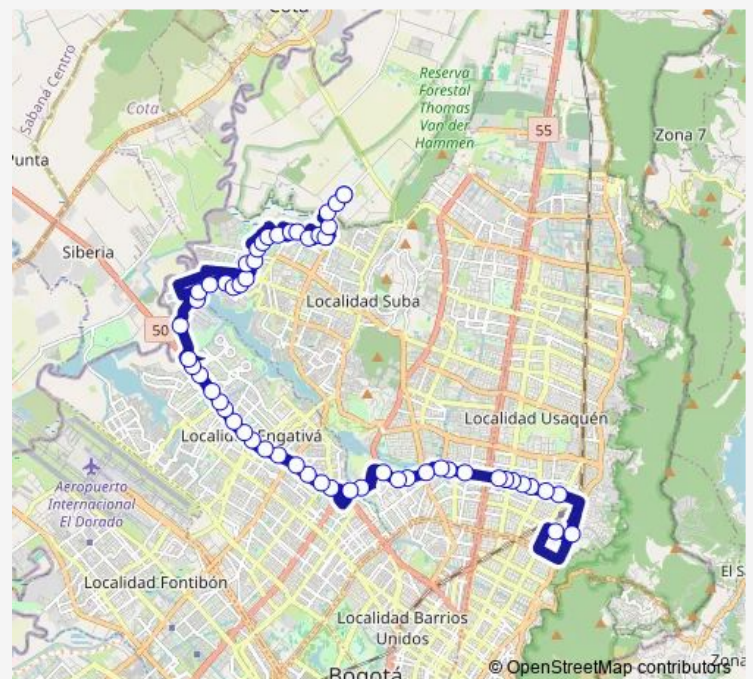 Cota
Sabana Centro
Cota
Reserva
Forestal
Thomas
Van der
Hammen
55
Zona 7
Punta
Siberia
50
Localidad Suba
Localidad Usaquén
Localidad Engativá
Aeropuerto
Internacional
El Dorado
Localidad Fontibón
Localidad Barrios
Unidos
El S
Bogotá
Zona
© OpenStreetMap contributors